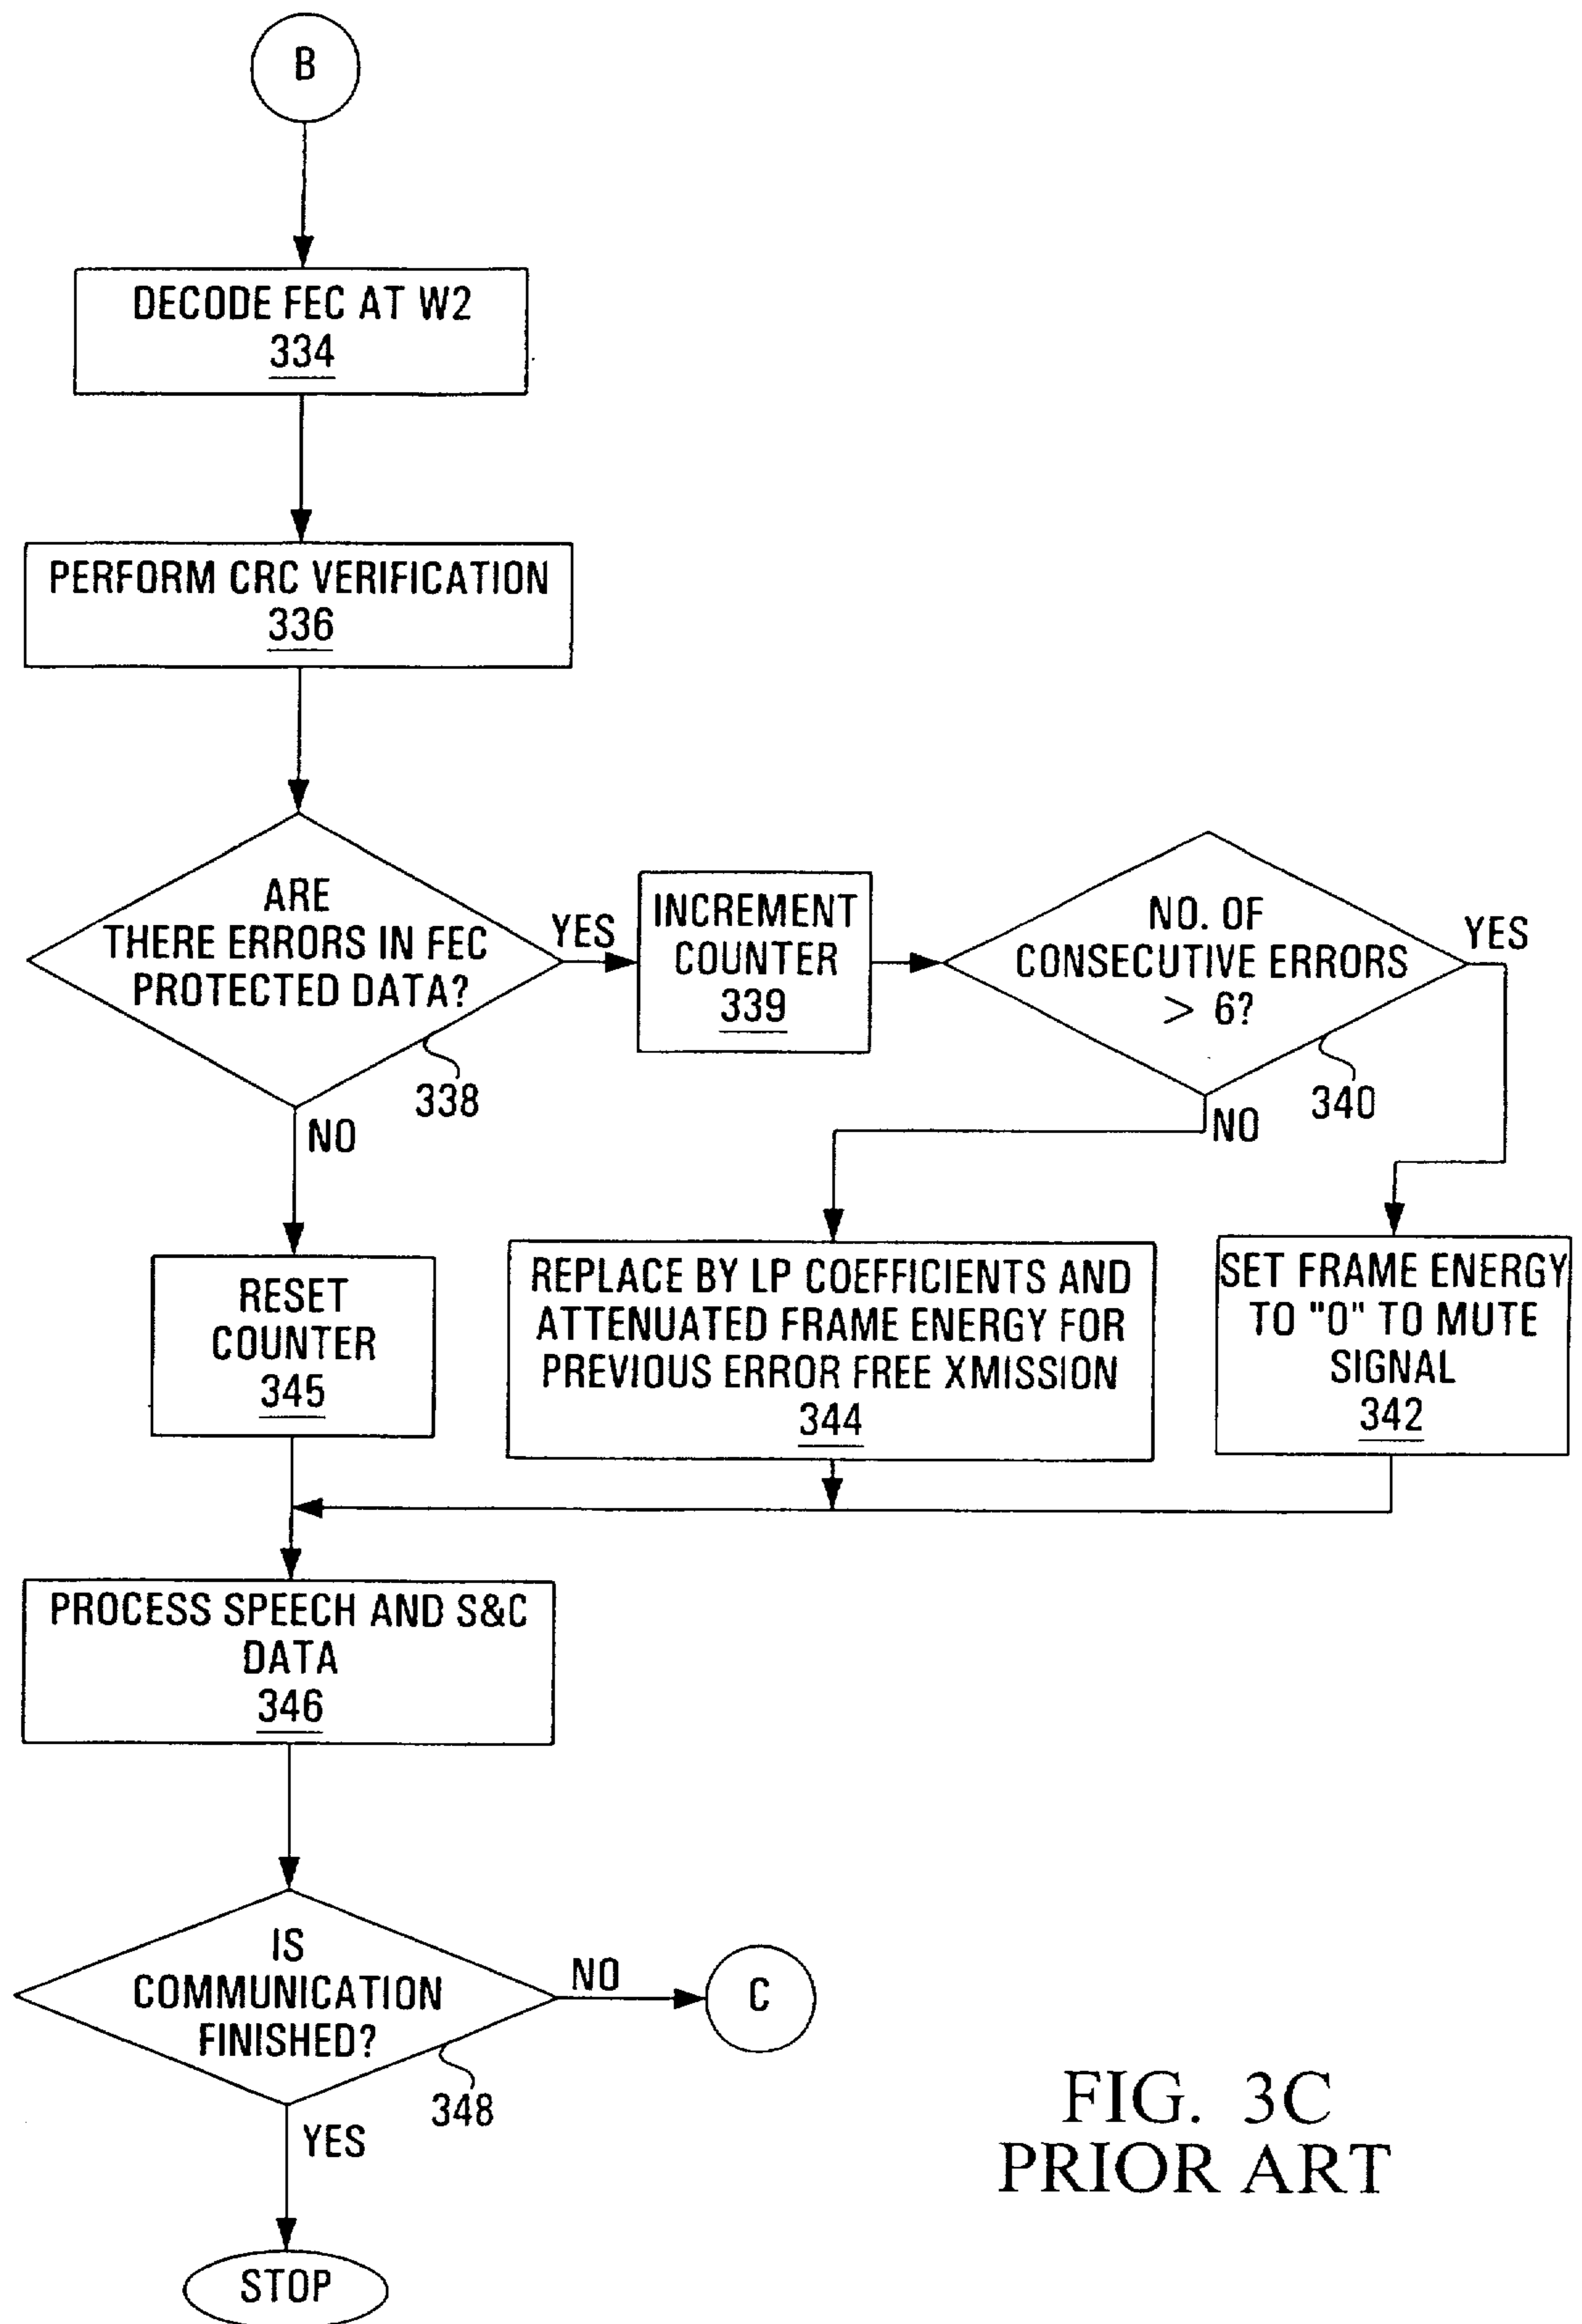 B
DECODE FEC AT W2
334
PERFORM CRC VERIFICATION
336
ARE
THERE ERRORS IN FEC
PROTECTED DATA?
338
YES
INCREMENT
COUNTER
339
NO. OF
CONSECUTIVE ERRORS
> 6?
340
YES
NO
NO
RESET
COUNTER
345
REPLACE BY LP COEFFICIENTS AND
ATTENUATED FRAME ENERGY FOR
PREVIOUS ERROR FREE XMISSION
344
SET FRAME ENERGY
TO "0" TO MUTE
SIGNAL
342
PROCESS SPEECH AND S&C
DATA
346
IS
COMMUNICATION
FINISHED?
348
NO
C
YES
STOP
FIG. 3C
PRIOR ART